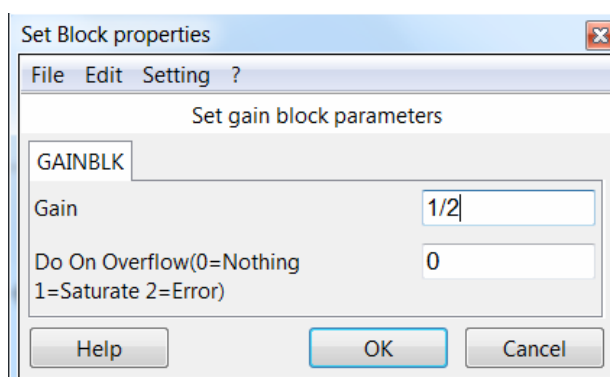 Set Block properties
File Edit Setting ?
Set gain block parameters
GAINBLK
Gain 1/2
Do On Overflow(0=Nothing 0
1=Saturate 2=Error)
Help OK Cancel